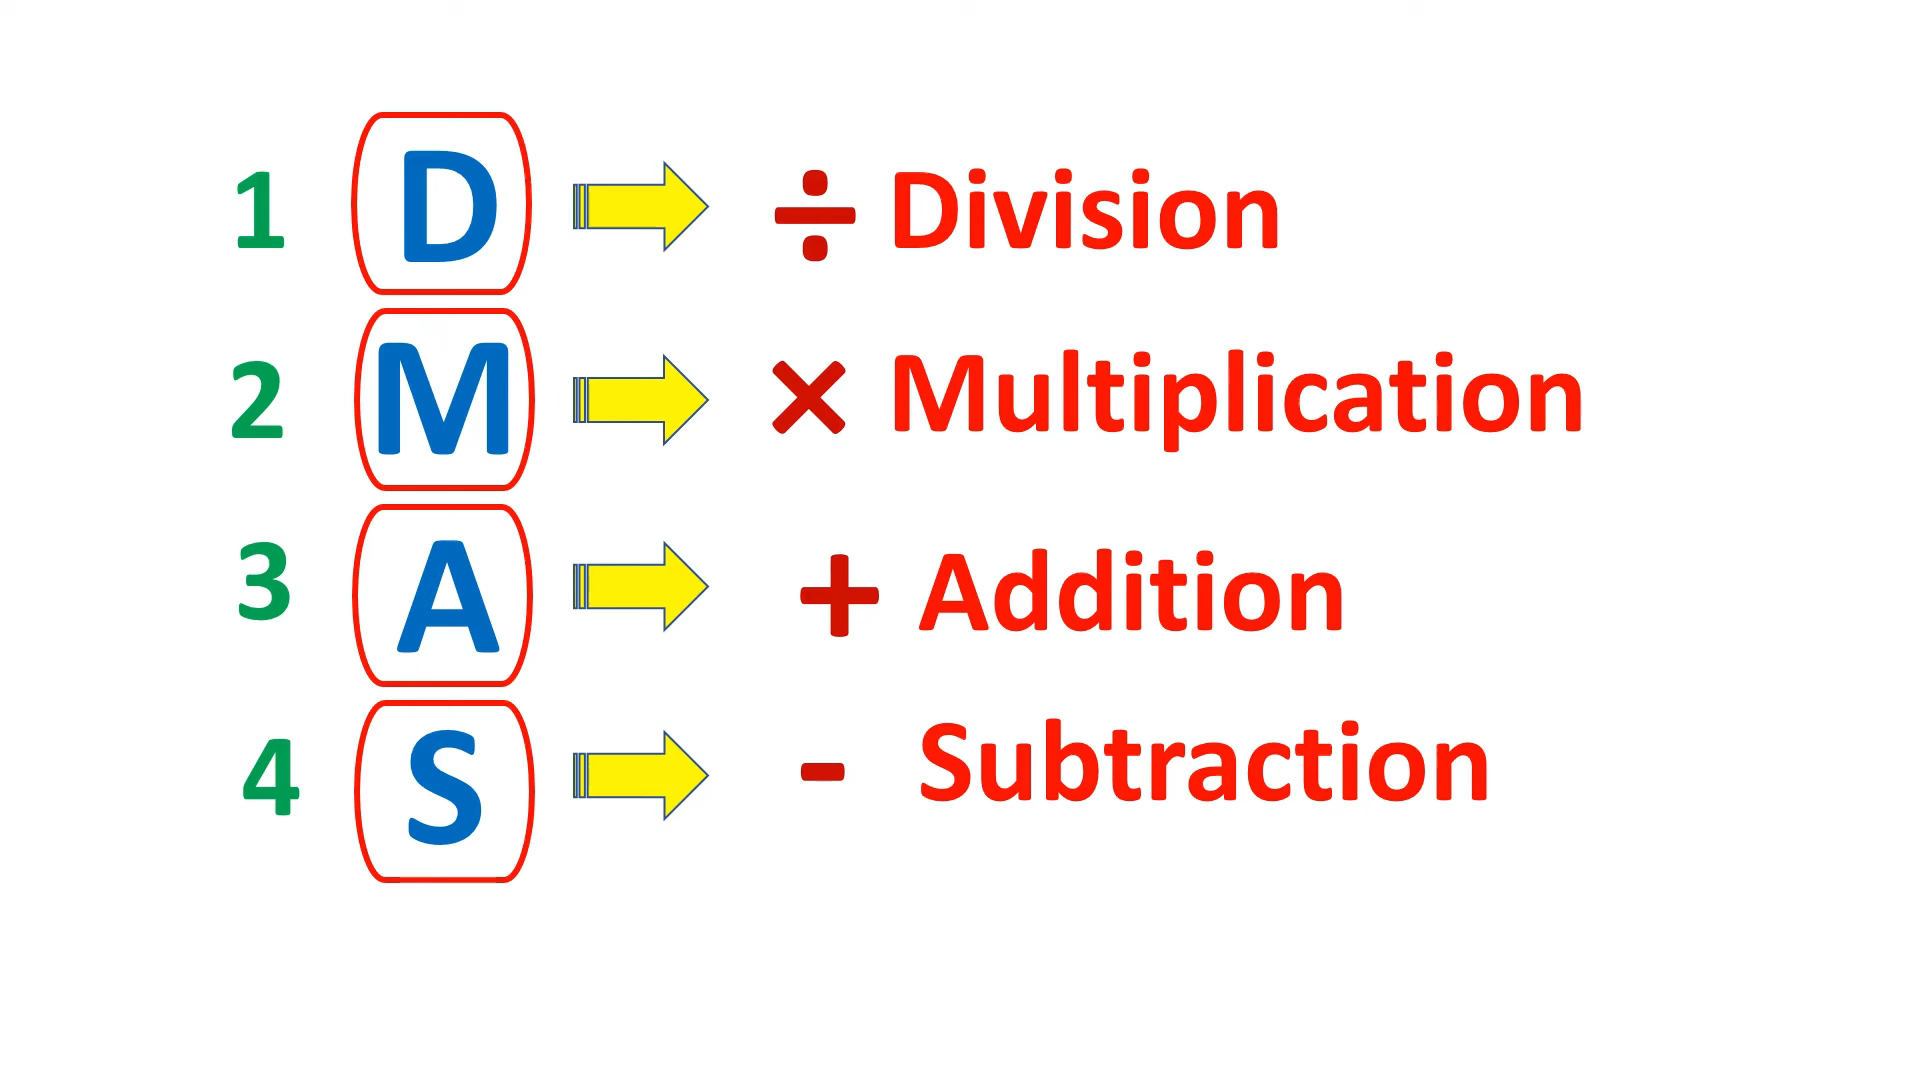 1 D ÷ Division
2 M × Multiplication
3 A + Addition
4 S - Subtraction